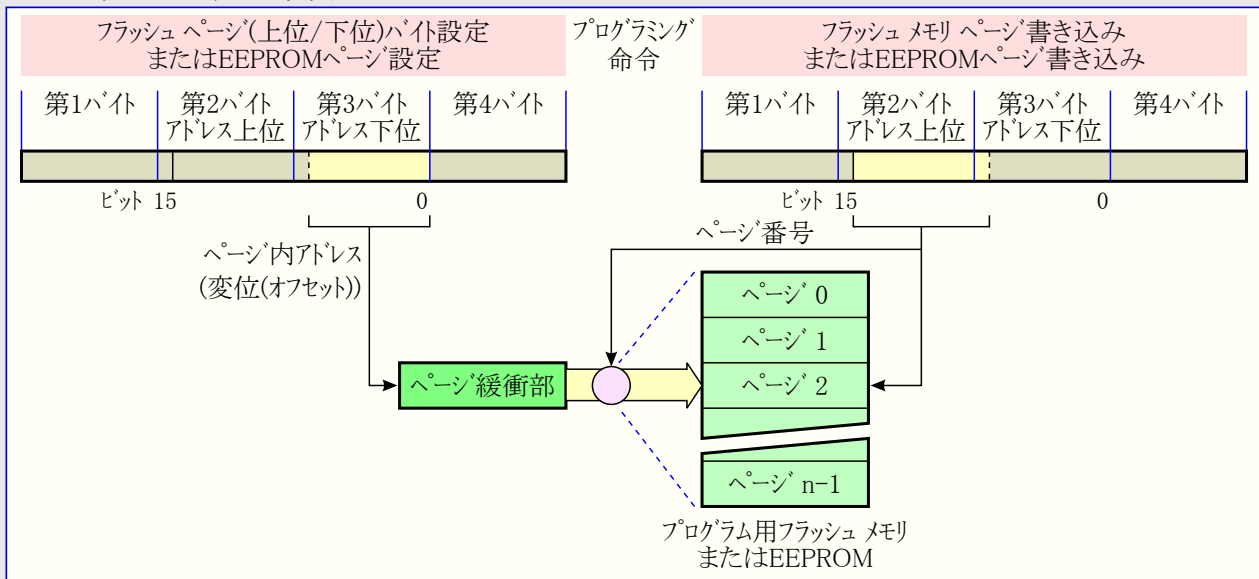 フラッシュ ページ(上位/下位)バイト設定
またはEEPROMページ設定
プログラミング
命令
フラッシュ メモリ ページ書き込み
またはEEPROMページ書き込み
第1バイト
第2バイト
アドレス上位
第3バイト
アドレス下位
第4バイト
第1バイト
第2バイト
アドレス上位
第3バイト
アドレス下位
第4バイト
ビット 15
0
ビット 15
0
ページ内アドレス
(変位(オフセット))
ページ番号
ページ緩衝部
ページ 0
ページ 1
ページ 2
ページ n-1
プログラム用フラッシュ メモリ
またはEEPROM